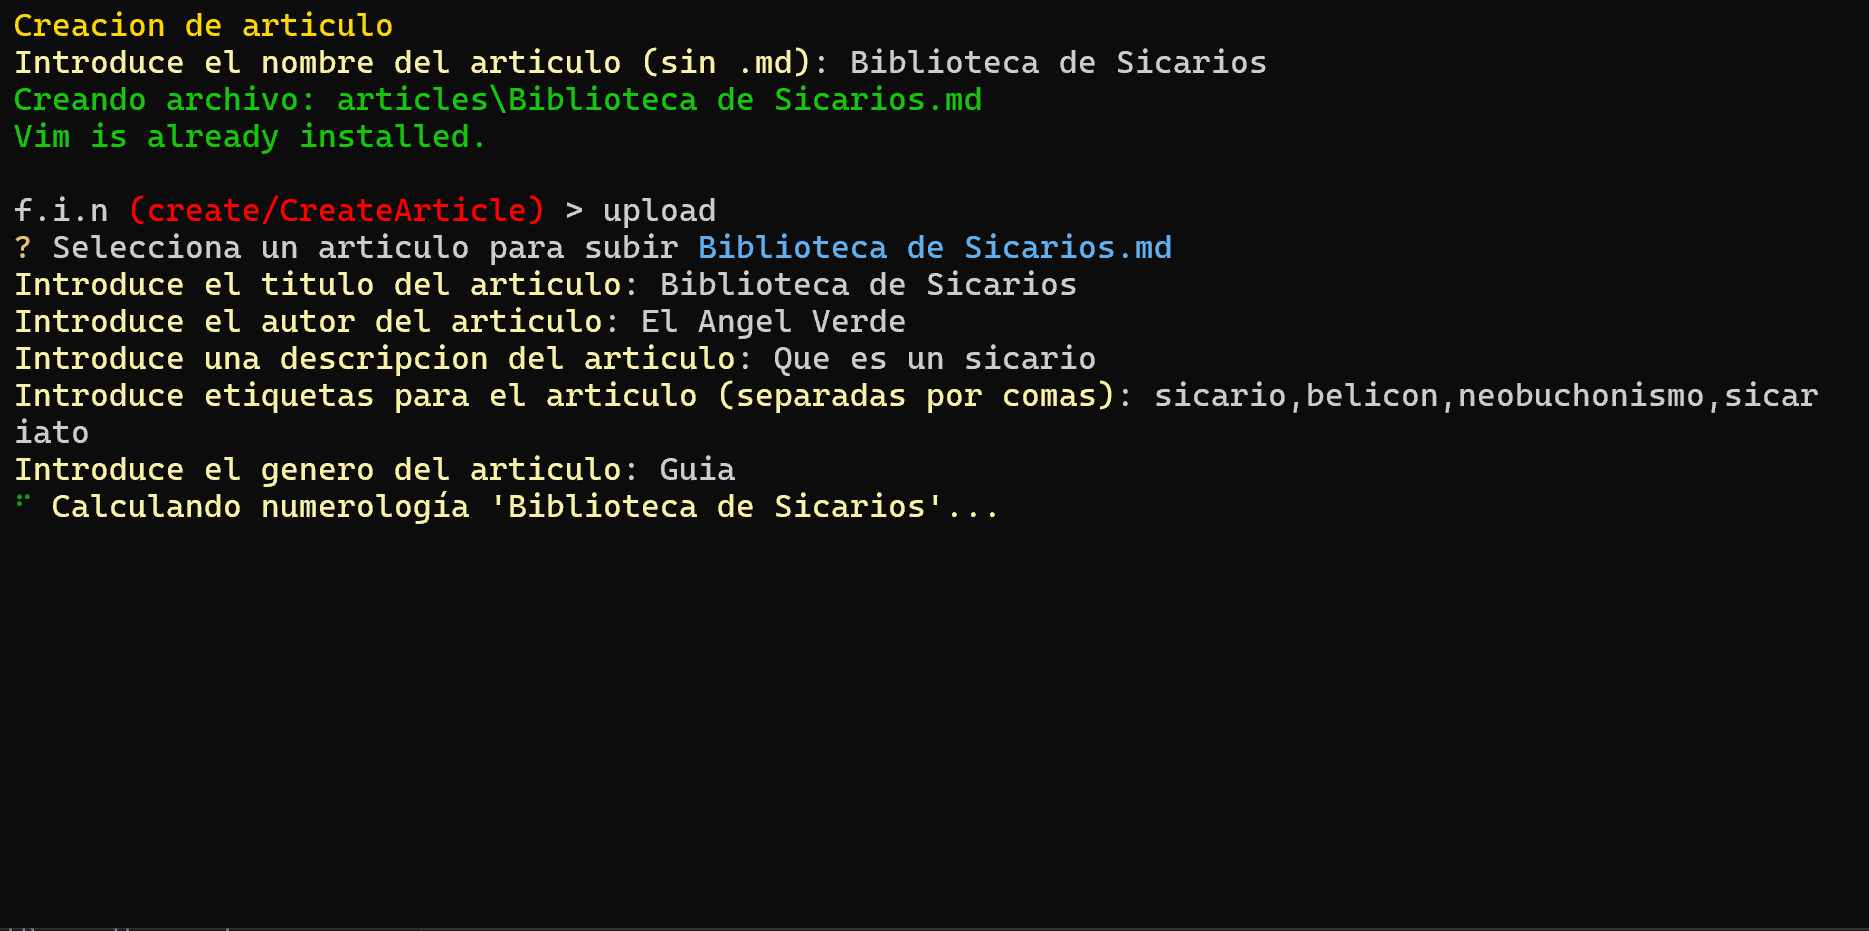 Creacion de articulo
Introduce el nombre del articulo (sin .md): Biblioteca de Sicarios
Creando archivo: articles\Biblioteca de Sicarios.md
Vim is already installed.
f.i.n (create/CreateArticle) > upload
? Selecciona un articulo para subir Biblioteca de Sicarios.md
Introduce el titulo del articulo: Biblioteca de Sicarios
Introduce el autor del articulo: El Angel Verde
Introduce una descripcion del articulo: Que es un sicario
Introduce etiquetas para el articulo (separadas por comas): sicario,belicon,neobuchonismo,sicar
iato
Introduce el genero del articulo: Guia
Calculando numerología 'Biblioteca de Sicarios'...